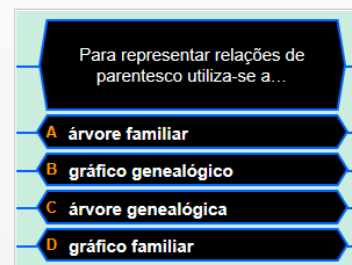 Para representar relações de
parentesco utiliza-se a...
A árvore familiar
B gráfico genealógico
C árvore genealógica
D gráfico familiar